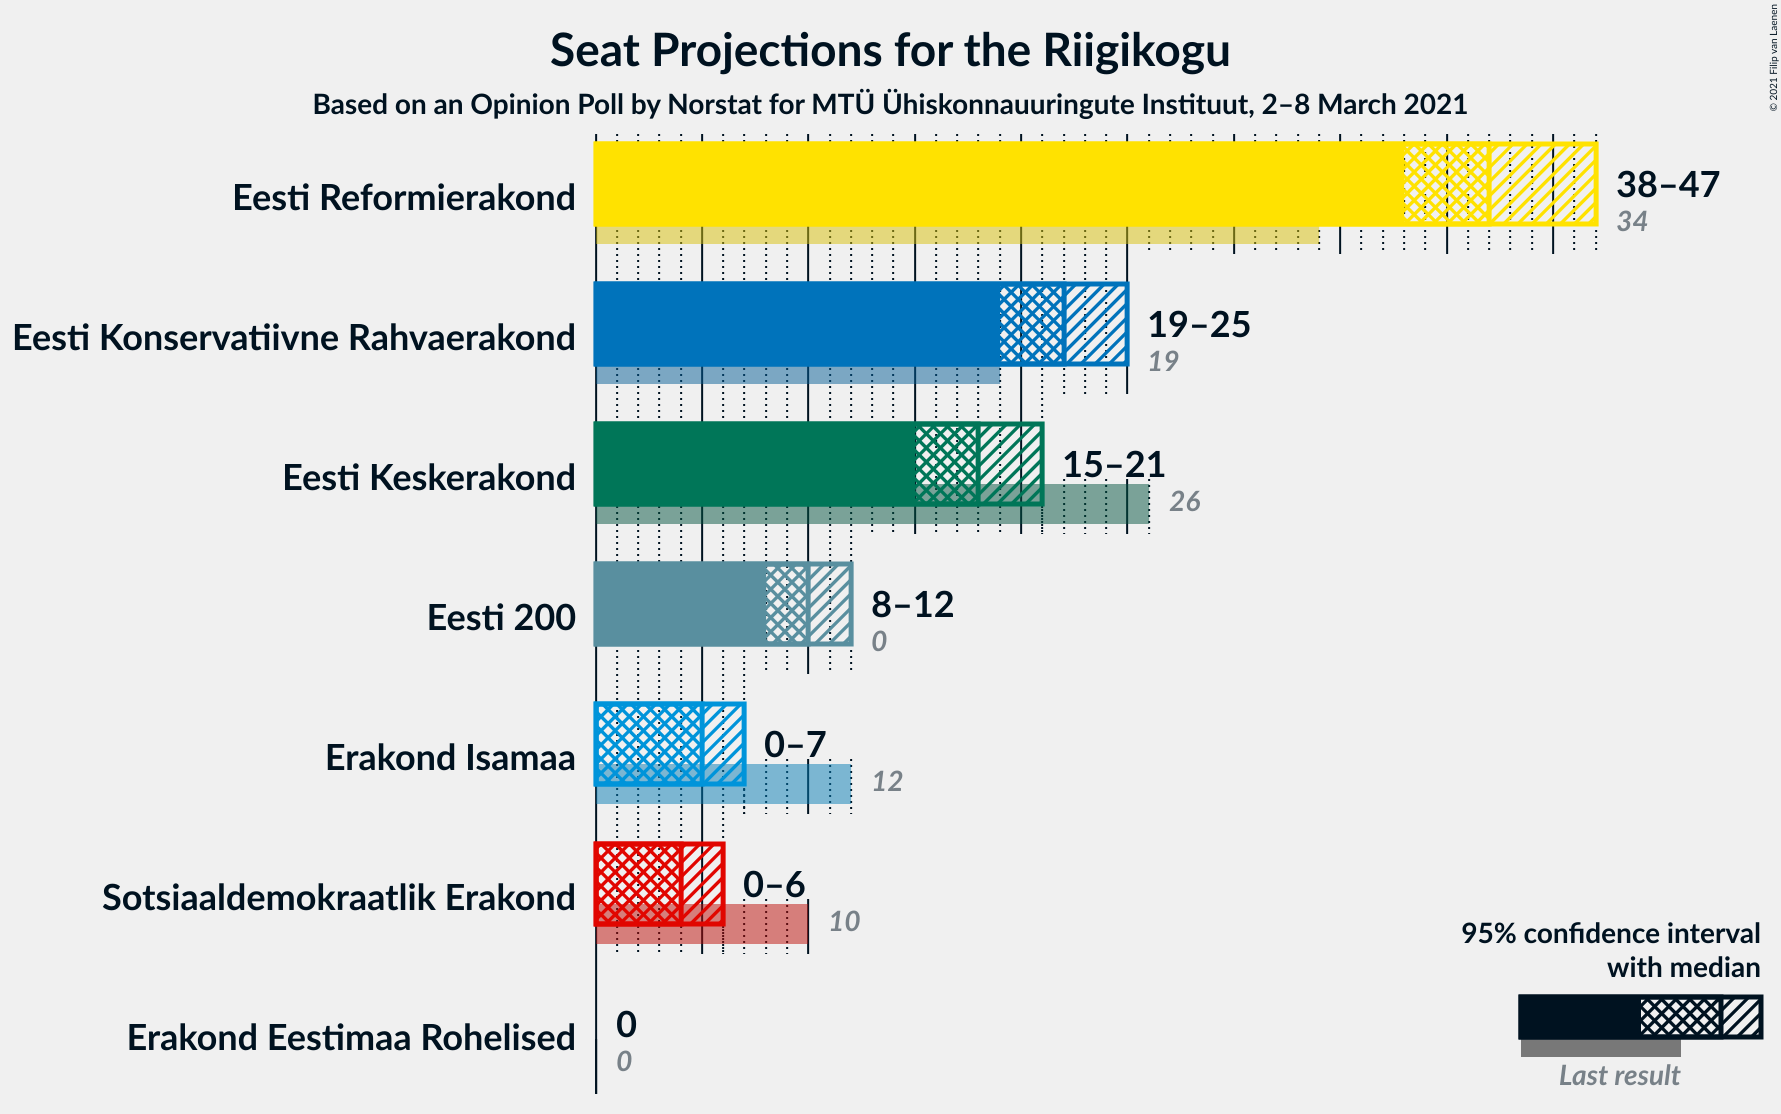 Seat Projections for the Riigikogu
Based on an Opinion Poll by Norstat for MTÜ Ühiskonnauuringute Instituut, 2–8 March 2021
© 2021 Filip van Laenen
Eesti Reformierakond
38–47
34
Eesti Konservatiivne Rahvaerakond
19–25
19
Eesti Keskerakond
15–21
26
Eesti 200
8–12
0
Erakond Isamaa
0–7
12
Sotsiaaldemokraatlik Erakond
0–6
10
Erakond Eestimaa Rohelised
0
0
95% confidence interval
with median
Last result